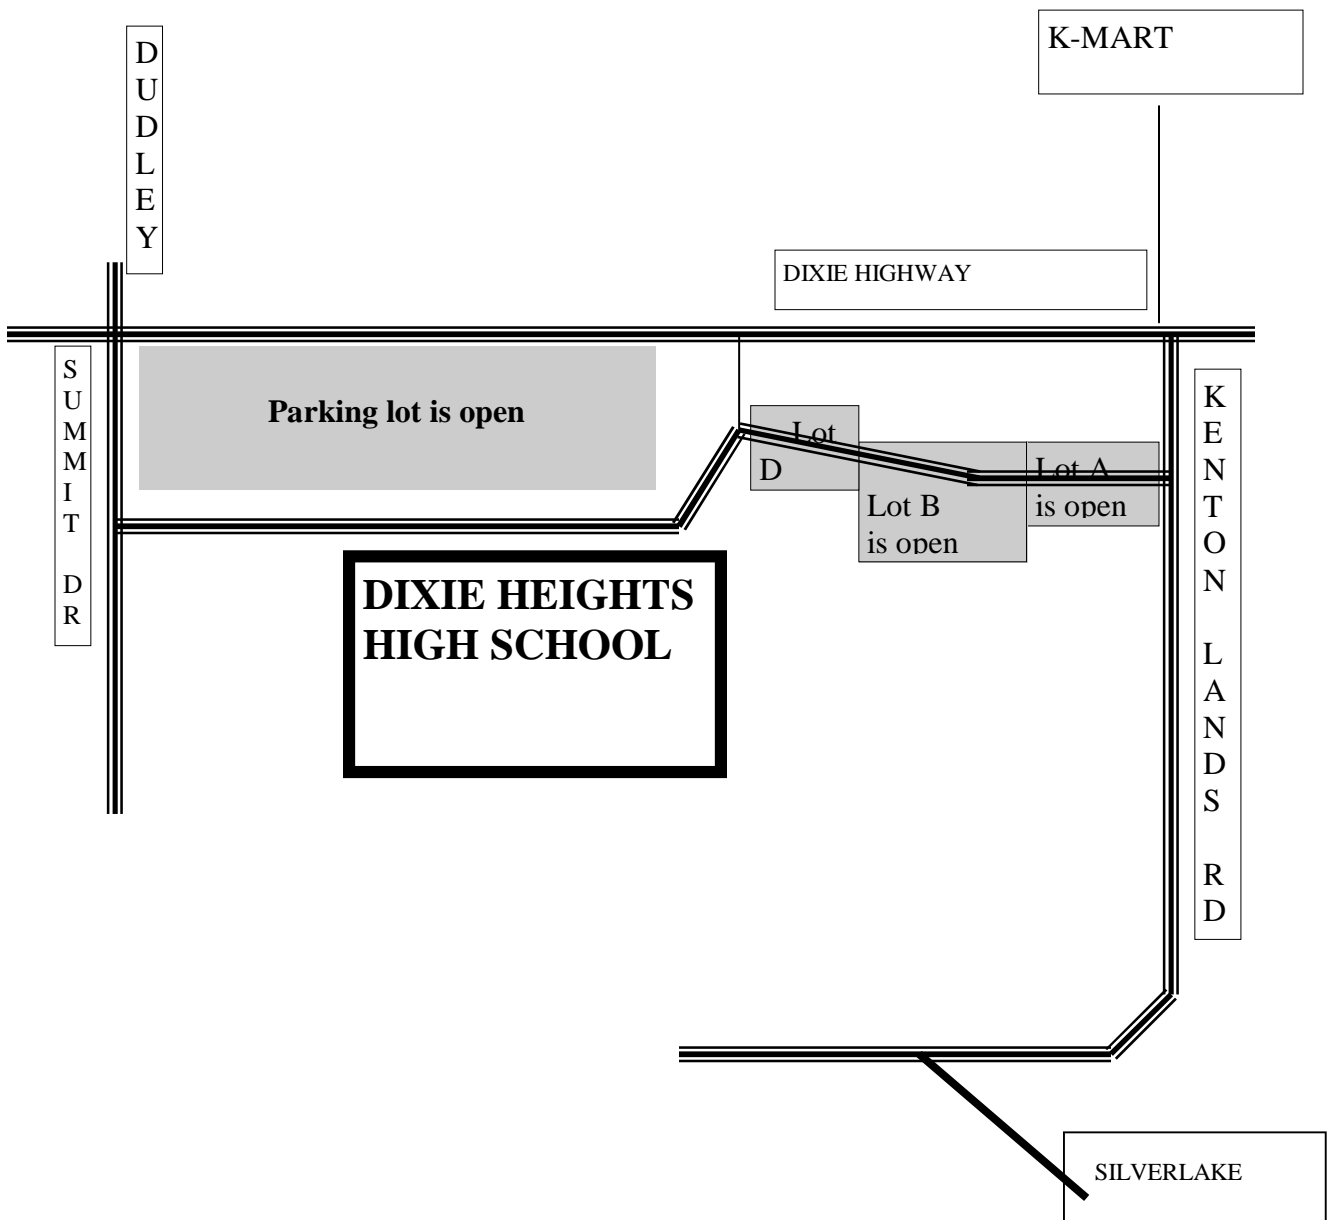 K-MART
DUDLEY
DIXIE HIGHWAY
SUMMIT DR
Parking lot is open
KENTON LANDS RD
Lot
D
Lot B
is open
Lot A
is open
DIXIE HEIGHTS
HIGH SCHOOL
SILVERLAKE